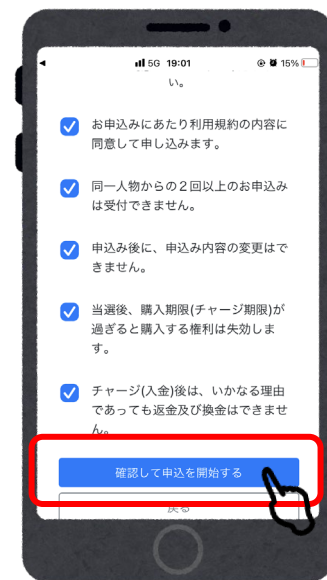 5G 19:01 15%
い。
お申込みにあたり利用規約の内容に
同意して申し込みます。
同一人物からの２回以上のお申込み
は受付できません。
申込み後に、申込み内容の変更はで
きません。
当選後、購入期限(チャージ期限)が
過ぎると購入する権利は失効しま
す。
チャージ(入金)後は、いかなる理由
であっても返金及び換金はできませ
ん。
確認して申込を開始する
戻る